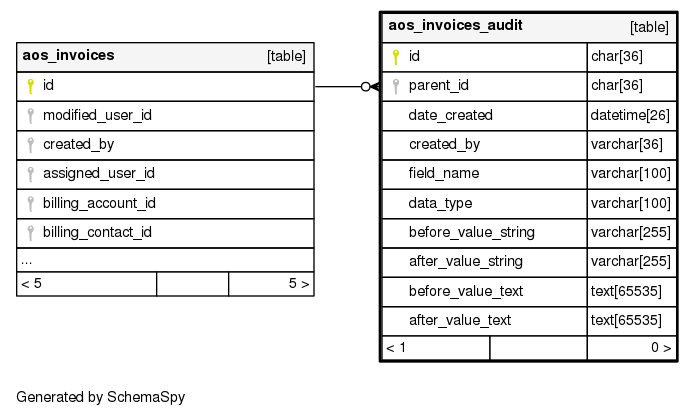 aos_invoices [table]
id
modified_user_id
created_by
assigned_user_id
billing_account_id
billing_contact_id
...
< 5 5 >
aos_invoices_audit [table]
id char[36]
parent_id char[36]
date_created datetime[26]
created_by varchar[36]
field_name varchar[100]
data_type varchar[100]
before_value_string varchar[255]
after_value_string varchar[255]
before_value_text text[65535]
after_value_text text[65535]
< 1 0 >
Generated by SchemaSpy